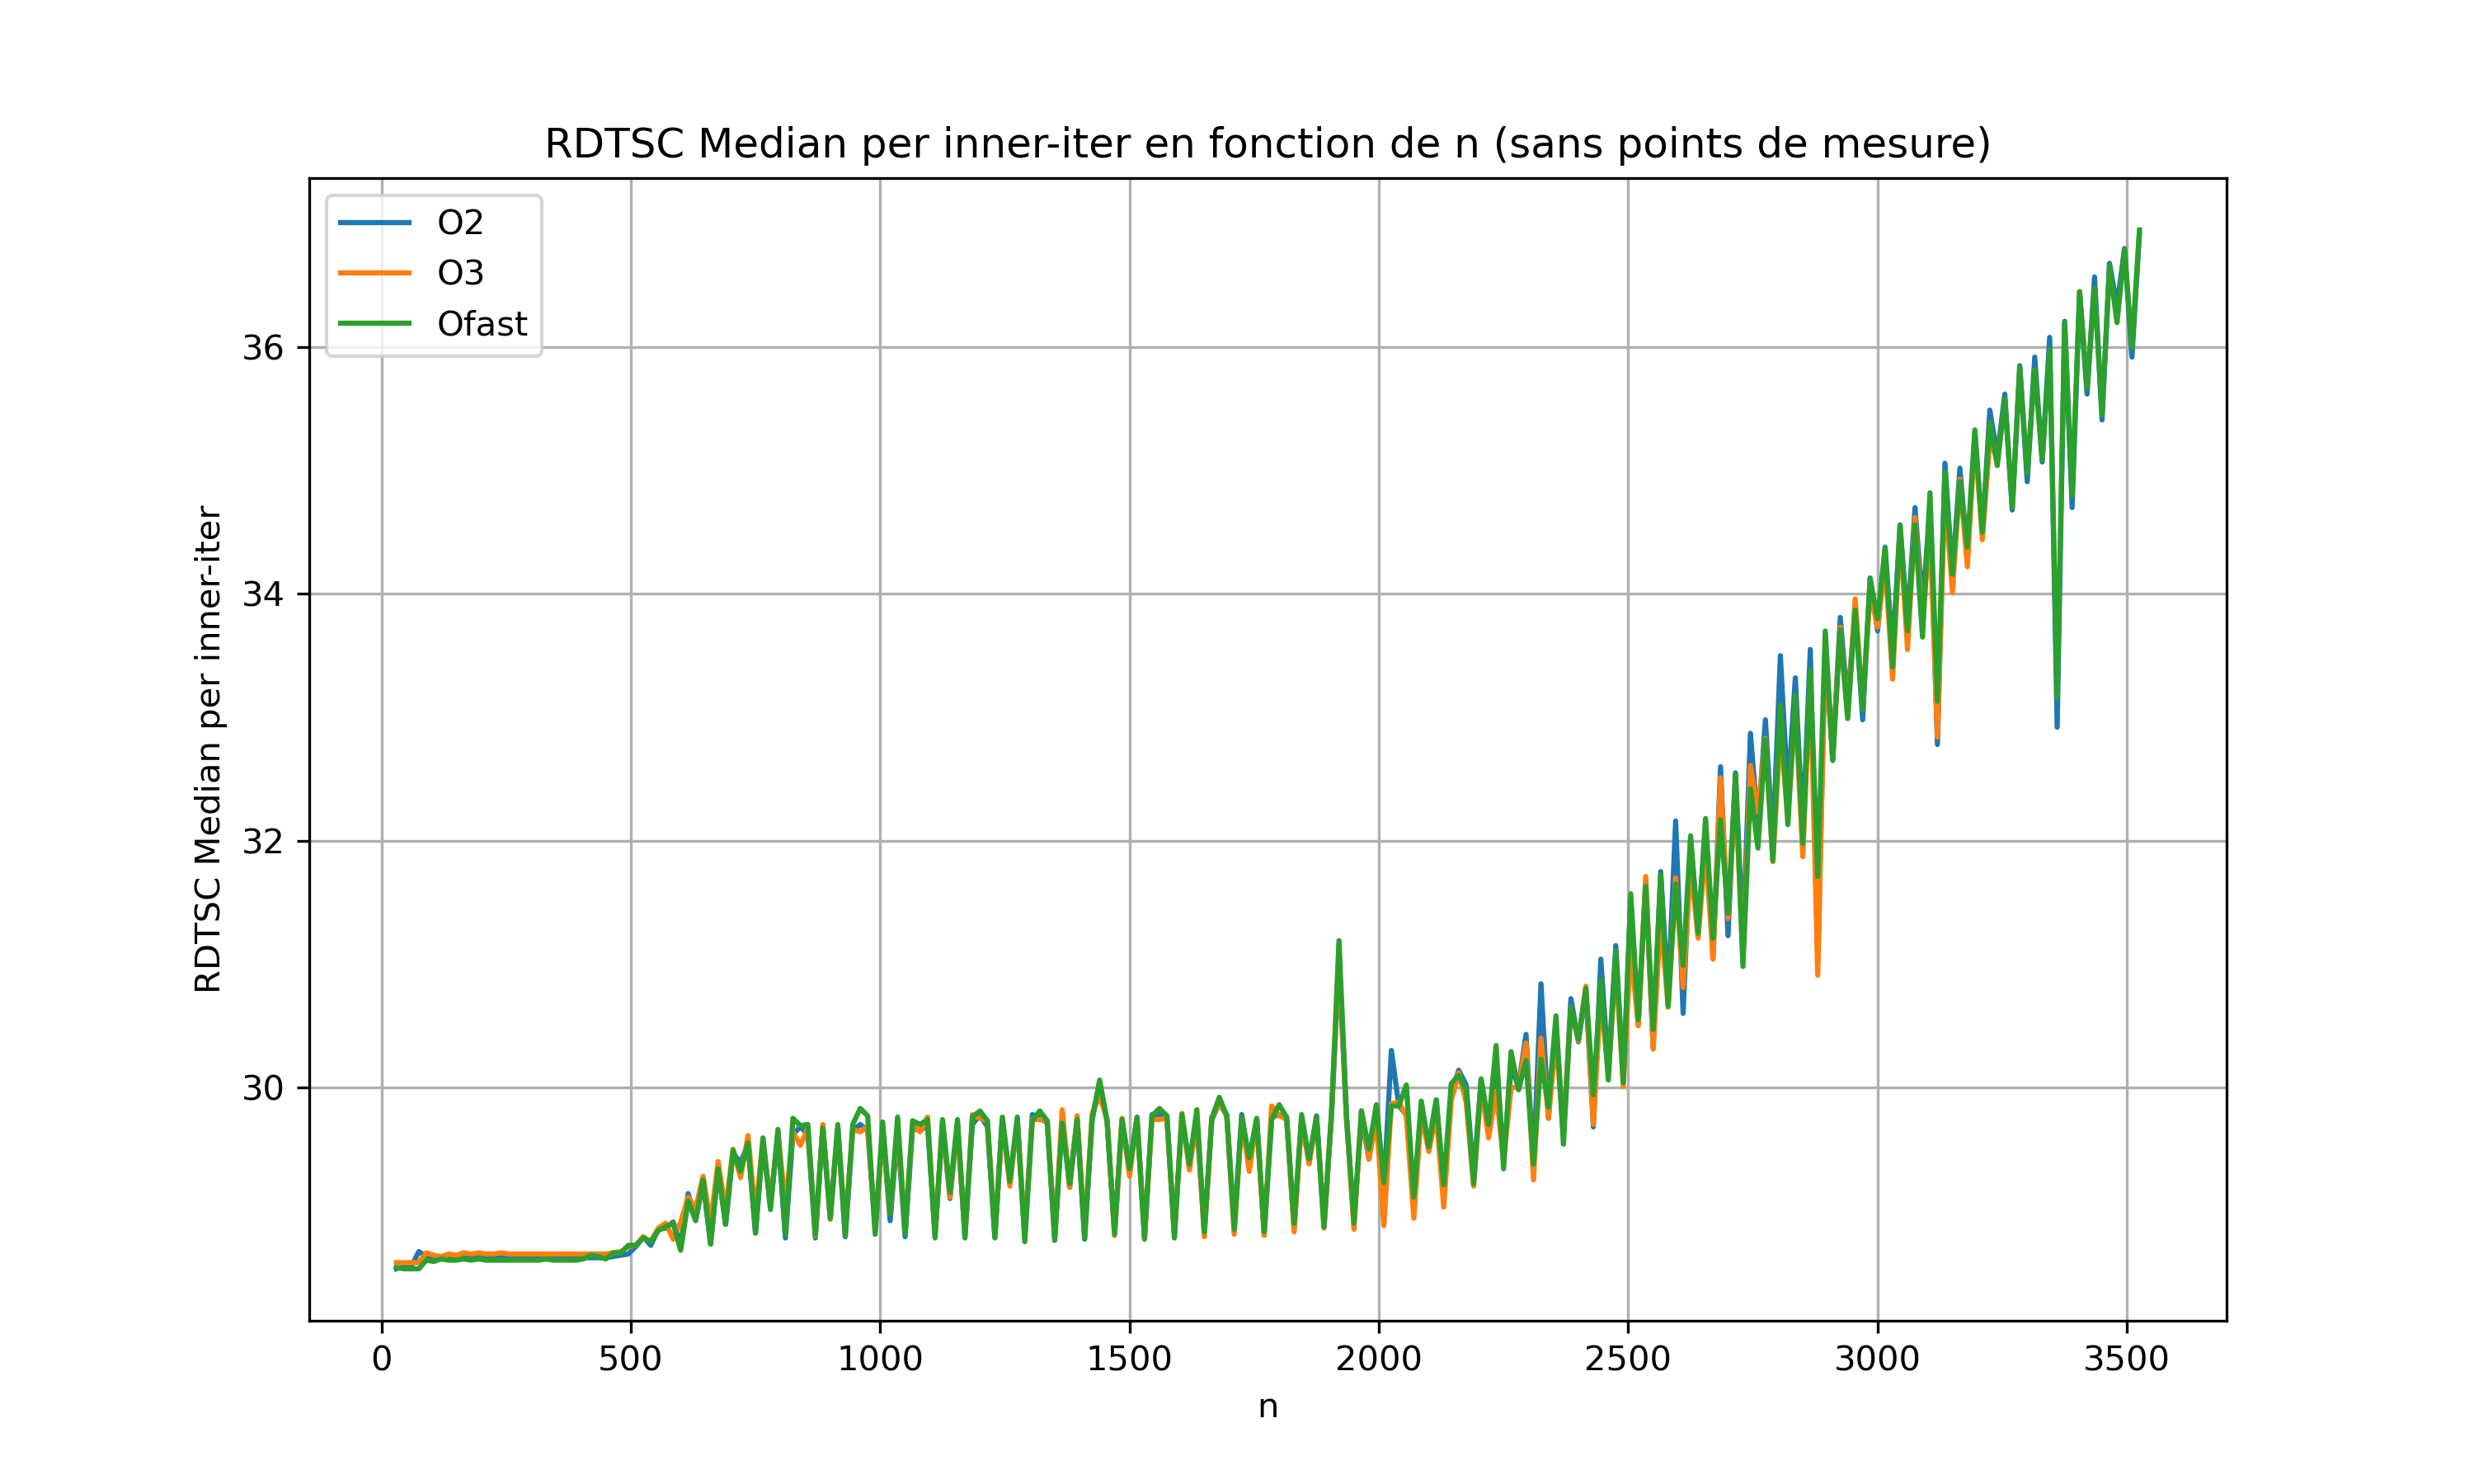 RDTSC Median per inner-iter en fonction de n (sans points de mesure)
O2
O3
Ofast
RDTSC Median per inner-iter
36
34
32
30
0 500 1000 1500 2000 2500 3000 3500
n